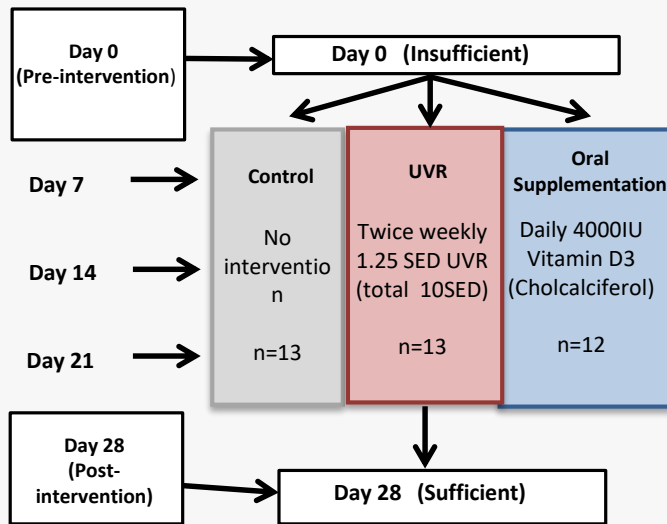 Day 0
(Pre-intervention)
Day 0 (Insufficient)
Day 7
Day 14
Day 21
Control
No
interventio
n
n=13
UVR
Twice weekly
1.25 SED UVR
(total 10SED)
n=13
Oral
Supplementation
Daily 4000IU
Vitamin D3
(Cholcalciferol)
n=12
Day 28
(Post-
intervention)
Day 28 (Sufficient)